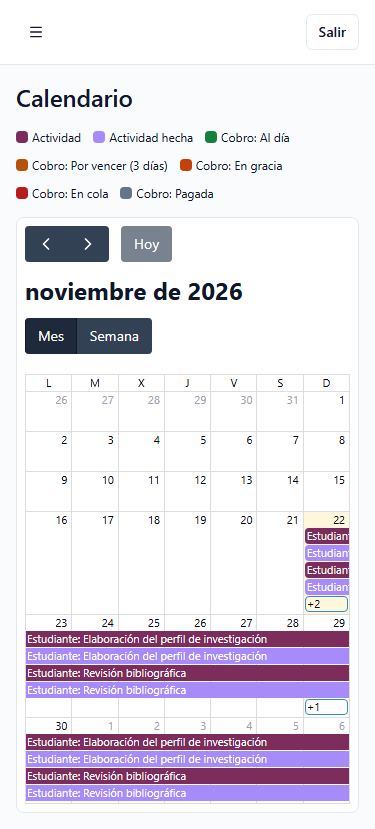 Salir
Calendario
Actividad Actividad hecha Cobro: Al día
Cobro: Por vencer (3 días) Cobro: En gracia
Cobro: En cola Cobro: Pagada
Hoy
noviembre de 2026
Mes Semana
L M X J V S D
26 27 28 29 30 31 1
2 3 4 5 6 7 8
9 10 11 12 13 14 15
16 17 18 19 20 21 22
Estudian
Estudian
Estudian
Estudian
+2
23 24 25 26 27 28 29
Estudiante: Elaboración del perfil de investigación
Estudiante: Elaboración del perfil de investigación
Estudiante: Revisión bibliográfica
Estudiante: Revisión bibliográfica
+1
30 1 2 3 4 5 6
Estudiante: Elaboración del perfil de investigación
Estudiante: Elaboración del perfil de investigación
Estudiante: Revisión bibliográfica
Estudiante: Revisión bibliográfica